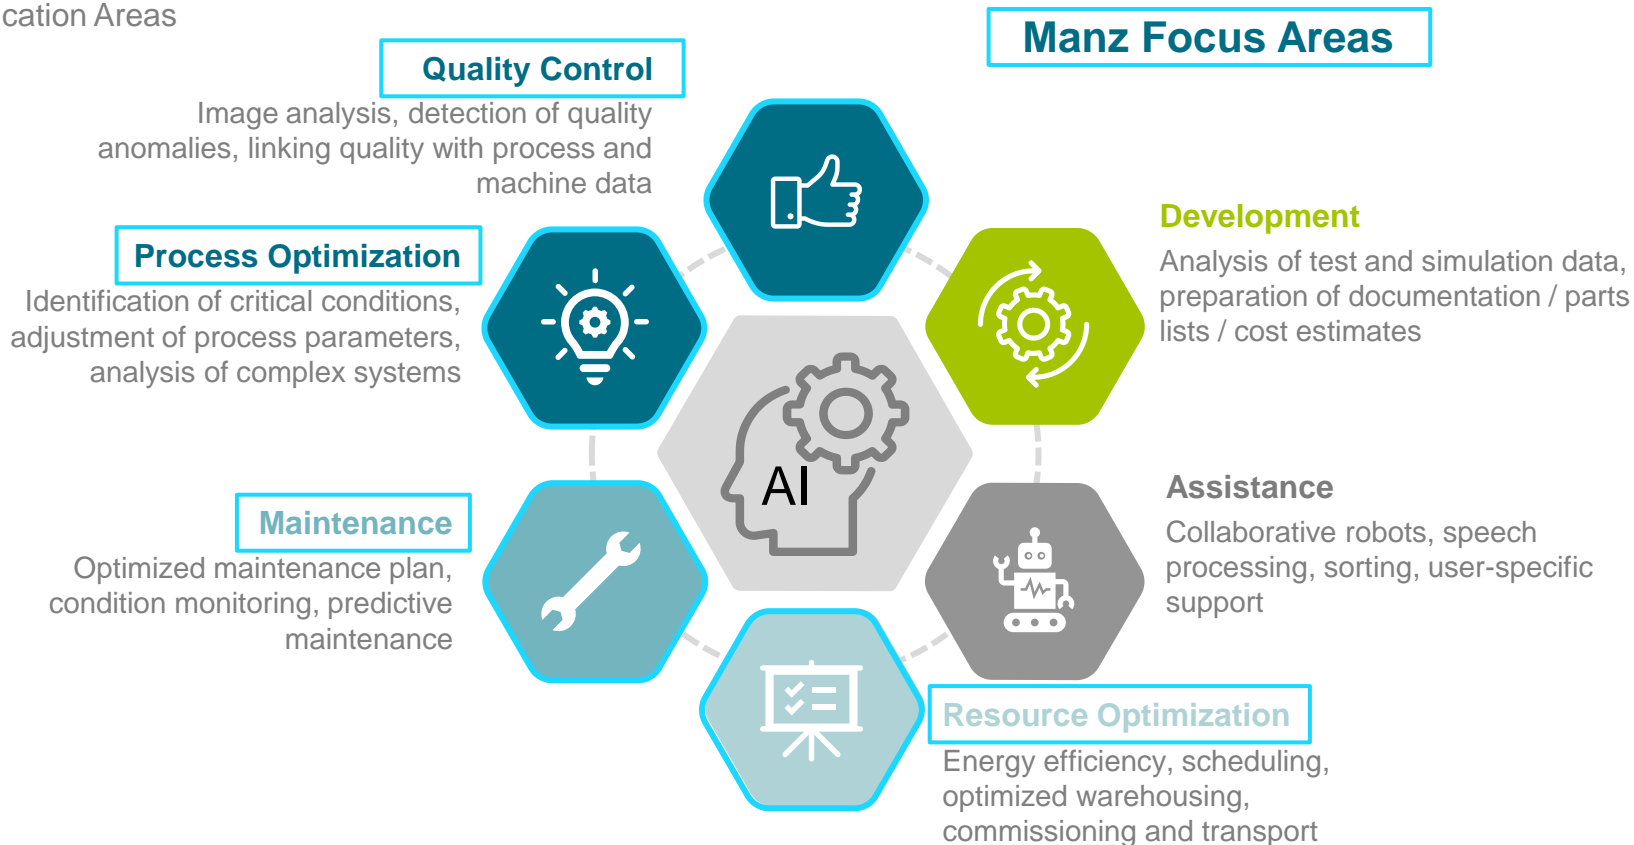 cation Areas
Manz Focus Areas
Quality Control
Image analysis, detection of quality
anomalies, linking quality with process and
machine data
Process Optimization
Identification of critical conditions,
adjustment of process parameters,
analysis of complex systems
Maintenance
Optimized maintenance plan,
condition monitoring, predictive
maintenance
AI
Development
Analysis of test and simulation data,
preparation of documentation / parts
lists / cost estimates
Assistance
Collaborative robots, speech
processing, sorting, user-specific
support
Resource Optimization
Energy efficiency, scheduling,
optimized warehousing,
commissioning and transport